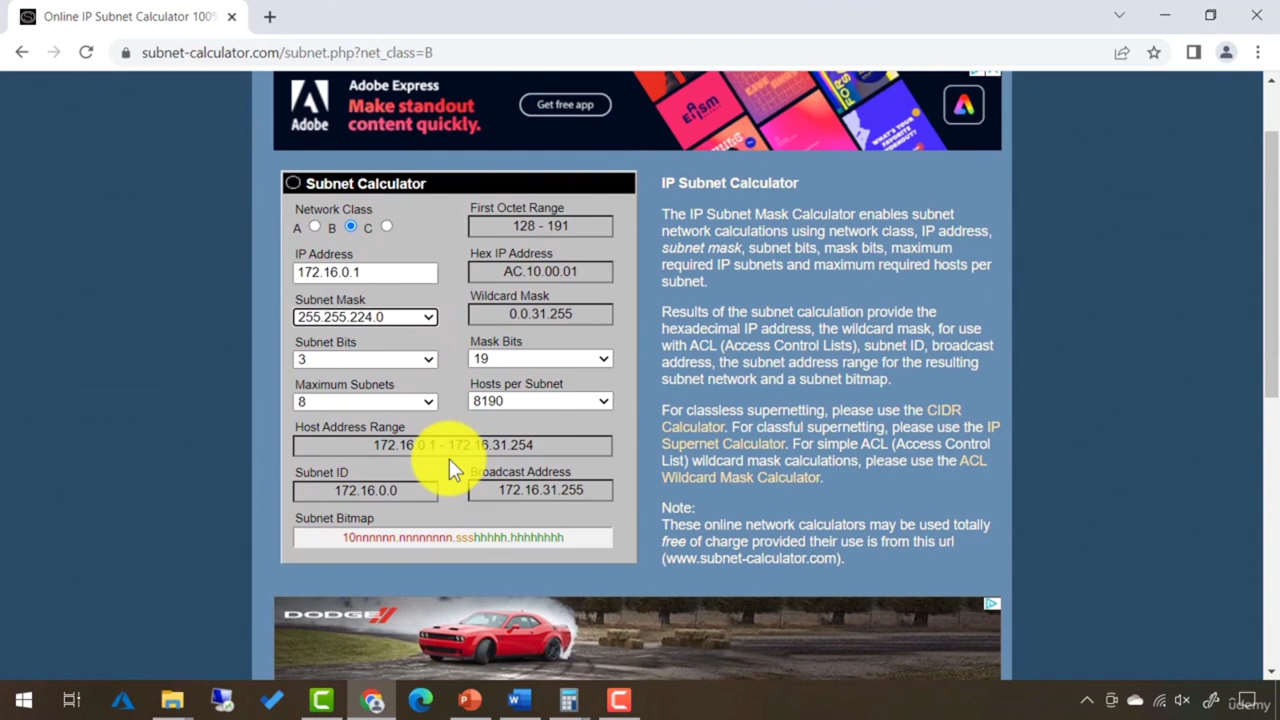 Online IP Subnet Calculator 100%
subnet-calculator.com/subnet.php?net_class=B
Adobe
Adobe Express
Make standout
content quickly.
Get free app
Subnet Calculator
Network Class
A B C
First Octet Range
128 - 191
IP Address
172.16.0.1
Hex IP Address
AC.10.00.01
Subnet Mask
255.255.224.0
Wildcard Mask
0.0.31.255
Subnet Bits
3
Mask Bits
19
Maximum Subnets
8
Hosts per Subnet
8190
Host Address Range
172.16.0.1 - 172.16.31.254
Subnet ID
172.16.0.0
Broadcast Address
172.16.31.255
Subnet Bitmap
10nnnnnn.nnnnnnnn.ssshhhhh.hhhhhhhh
IP Subnet Calculator
The IP Subnet Mask Calculator enables subnet
network calculations using network class, IP address,
subnet mask, subnet bits, mask bits, maximum
required IP subnets and maximum required hosts per
subnet.
Results of the subnet calculation provide the
hexadecimal IP address, the wildcard mask, for use
with ACL (Access Control Lists), subnet ID, broadcast
address, the subnet address range for the resulting
subnet network and a subnet bitmap.
For classless supernetting, please use the CIDR
Calculator. For classful supernetting, please use the IP
Supernet Calculator. For simple ACL (Access Control
List) wildcard mask calculations, please use the ACL
Wildcard Mask Calculator.
Note:
These online network calculators may be used totally
free of charge provided their use is from this url
(www.subnet-calculator.com).
DODGE
udemy